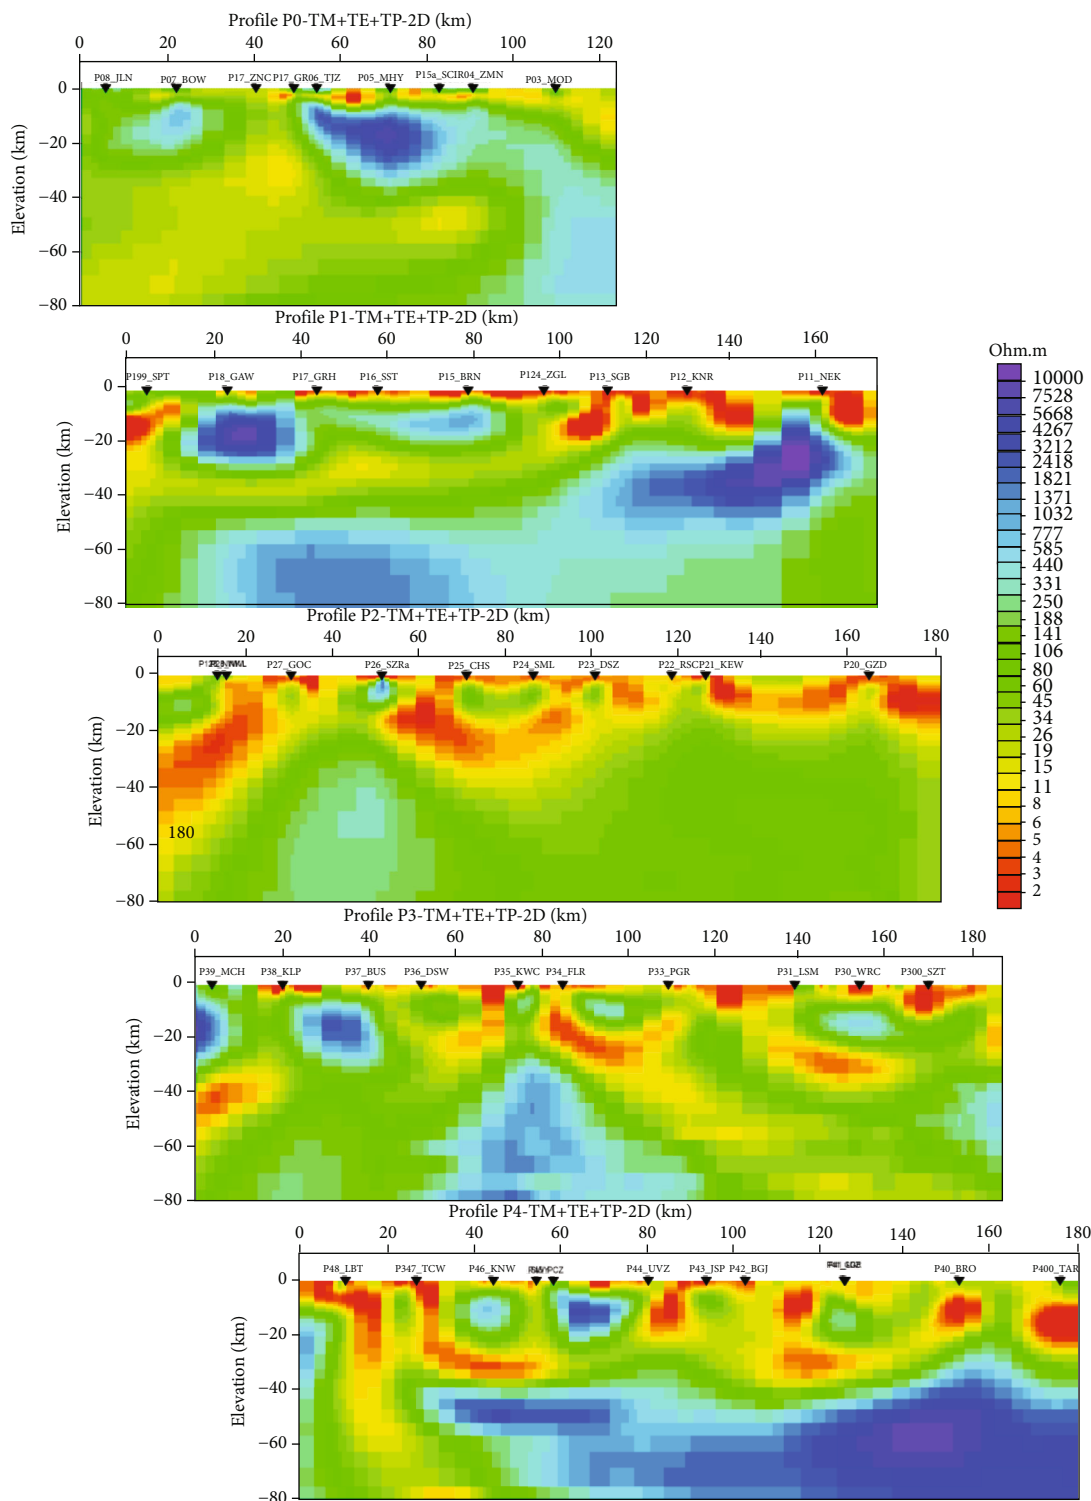 Profile P0-TM+TE+TP-2D (km)
0 20 40 60 80 100 120
P08_JLN P07_BOW P17_ZNC P17_GR06_TJZ P05_MHY P15a_SCIR04_ZMN P03_MOD
0
−20
−40
−60
−80
Elevation (km)
Profile P1-TM+TE+TP-2D (km)
0 20 40 60 80 100 120 140 160
P199_SPT P18_GAW P17_GRH P16_SST P15_BRN P124_ZGL P13_SGB P12_KNR P11_NEK
0
−20
−40
−60
−80
Elevation (km)
Ohm.m
10000
7528
5668
4267
3212
2418
1821
1371
1032
777
585
440
331
250
188
141
106
80
60
45
34
26
19
15
11
8
6
5
4
3
2
Profile P2-TM+TE+TP-2D (km)
0 20 40 60 80 100 120 140 160 180
P27_GOC P26_SZRa P25_CHS P24_SML P23_DSZ P22_RSCP21_KEW P20_GZD
0
−20
−40
−60
−80
180
Elevation (km)
Profile P3-TM+TE+TP-2D (km)
0 20 40 60 80 100 120 140 160 180
P39_MCH P38_KLP P37_BUS P36_DSW P35_KWC P34_FLR P33_PGR P31_LSM P30_WRC P300_SZT
0
−20
−40
−60
−80
Elevation (km)
Profile P4-TM+TE+TP-2D (km)
0 20 40 60 80 100 120 140 160 180
P48_LBT P347_TCW P46_KNW P44_UVZ P43_JSP P42_BGJ P40_BRO P400_TAR
0
−20
−40
−60
−80
Elevation (km)